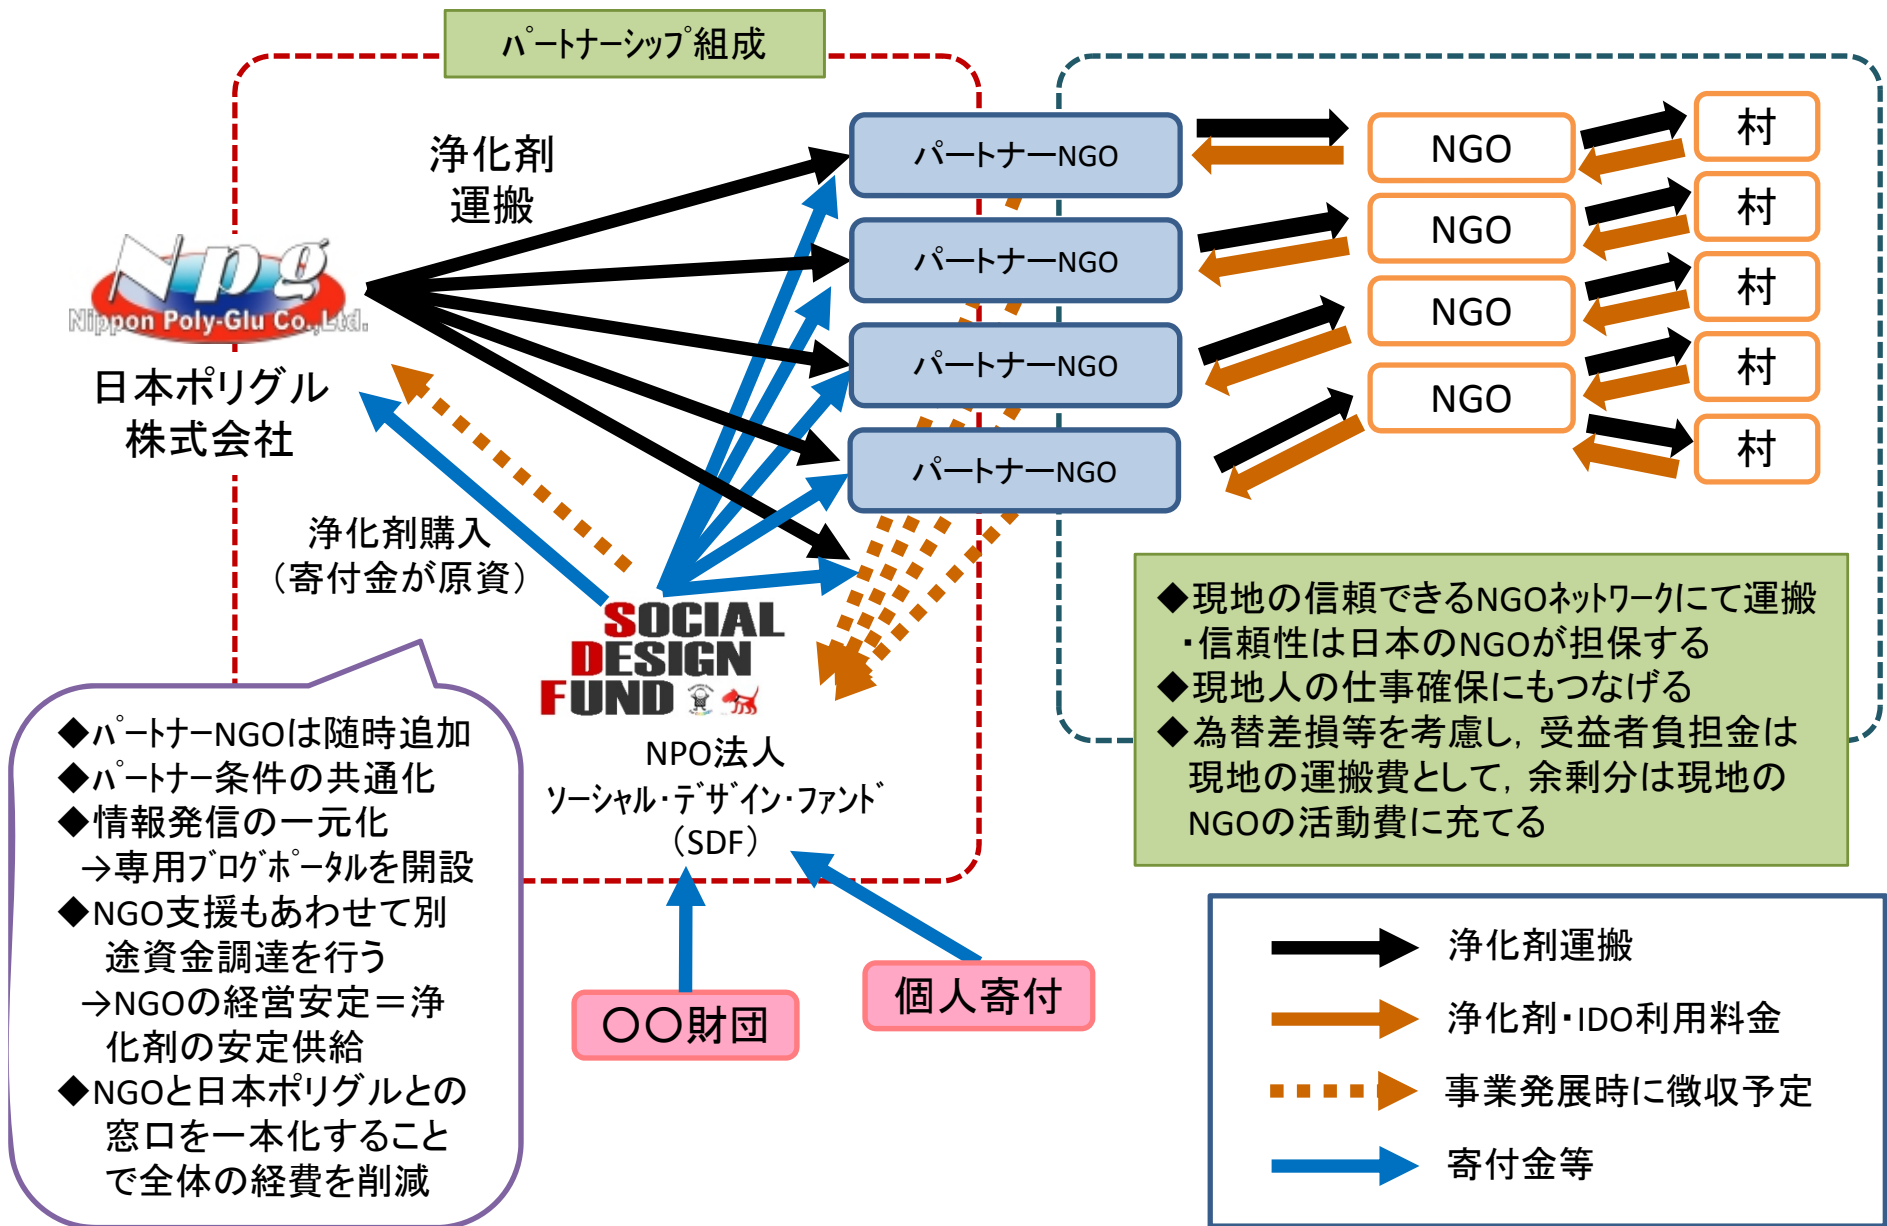 パートナーシップ組成
浄化剤
運搬
Npg
Nippon Poly-Glu Co.,Ltd.
日本ポリグル
株式会社
浄化剤購入
（寄付金が原資）
パートナーNGO
パートナーNGO
パートナーNGO
パートナーNGO
NGO
NGO
NGO
NGO
村
村
村
村
村
SOCIAL
DESIGN
FUND
NPO法人
ソーシャル・デザイン・ファンド
（SDF）
〇〇財団
個人寄付
◆パートナーNGOは随時追加
◆パートナー条件の共通化
◆情報発信の一元化
→専用ブログポータルを開設
◆NGO支援もあわせて別
途資金調達を行う
→NGOの経営安定＝浄
化剤の安定供給
◆NGOと日本ポリグルとの
窓口を一本化すること
で全体の経費を削減
◆現地の信頼できるNGOネットワークにて運搬
・信頼性は日本のNGOが担保する
◆現地人の仕事確保にもつなげる
◆為替差損等を考慮し，受益者負担金は
現地の運搬費として，余剰分は現地の
NGOの活動費に充てる
浄化剤運搬
浄化剤・IDO利用料金
事業発展時に徴収予定
寄付金等